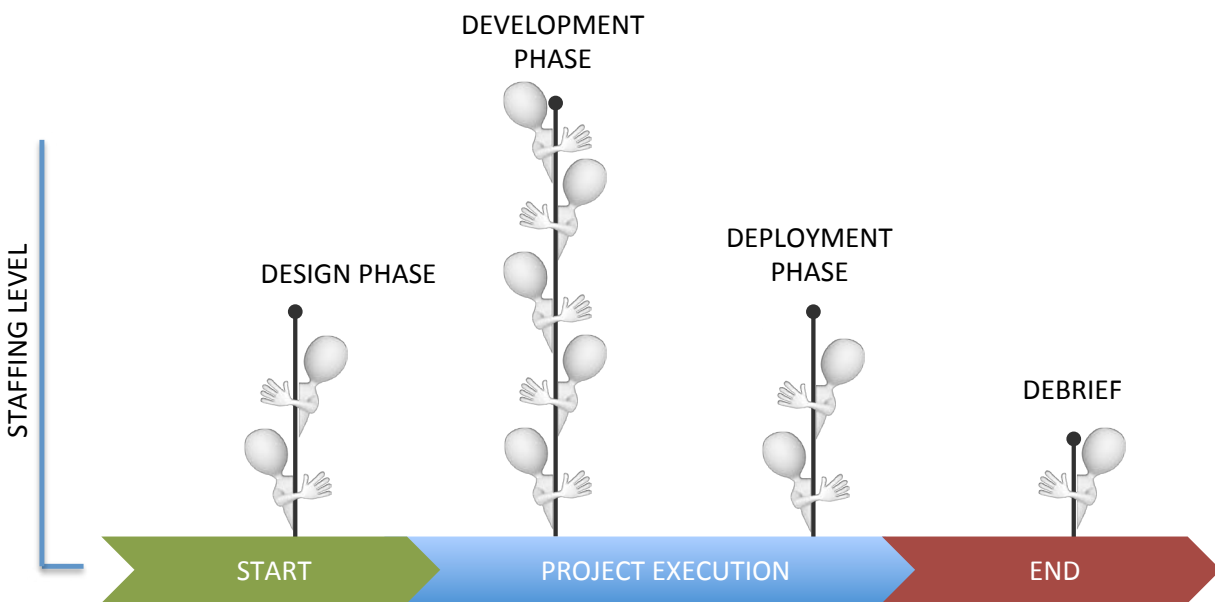 DEVELOPMENT
PHASE
DEPLOYMENT
PHASE
DESIGN PHASE
DEBRIEF
STAFFING LEVEL
START
PROJECT EXECUTION
END